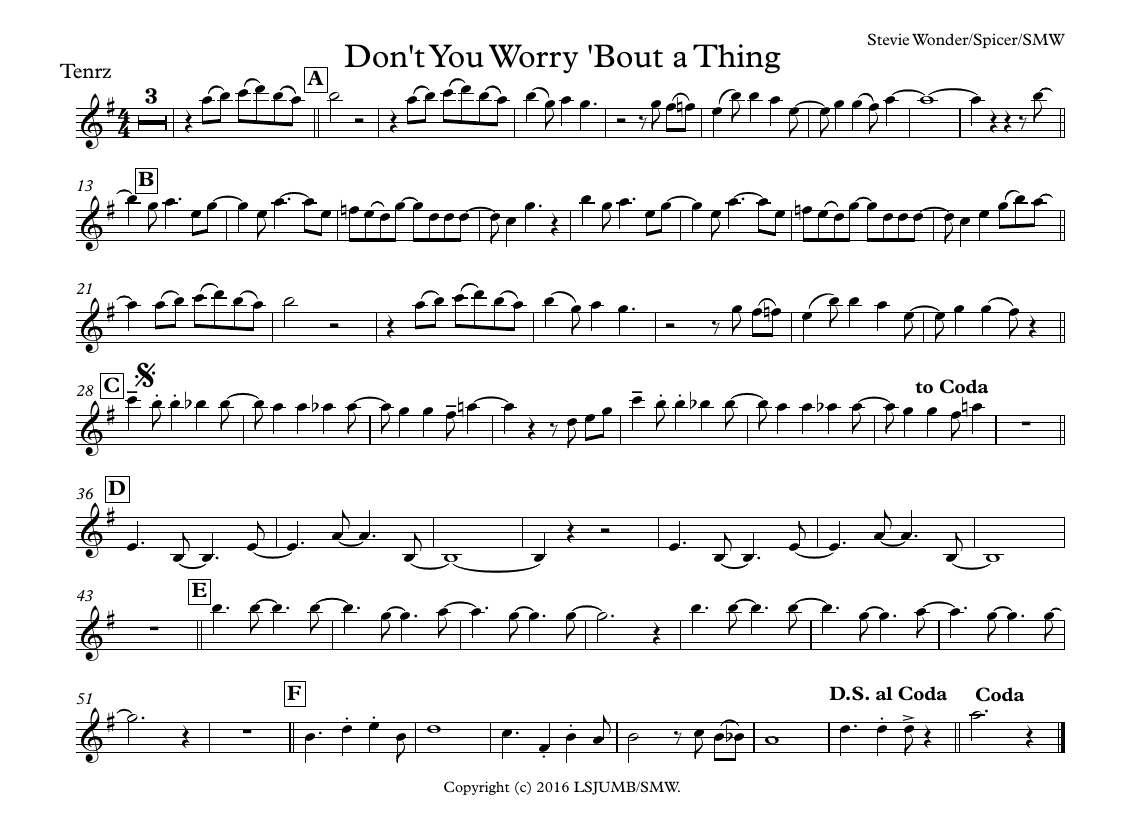 Stevie Wonder/Spicer/SMW
Don't You Worry 'Bout a Thing
Tenrz
3
A
13
B
21
28
C
to Coda
36
D
43
E
51
F
D.S. al Coda
Coda
Copyright (c) 2016 LSJUMB/SMW.